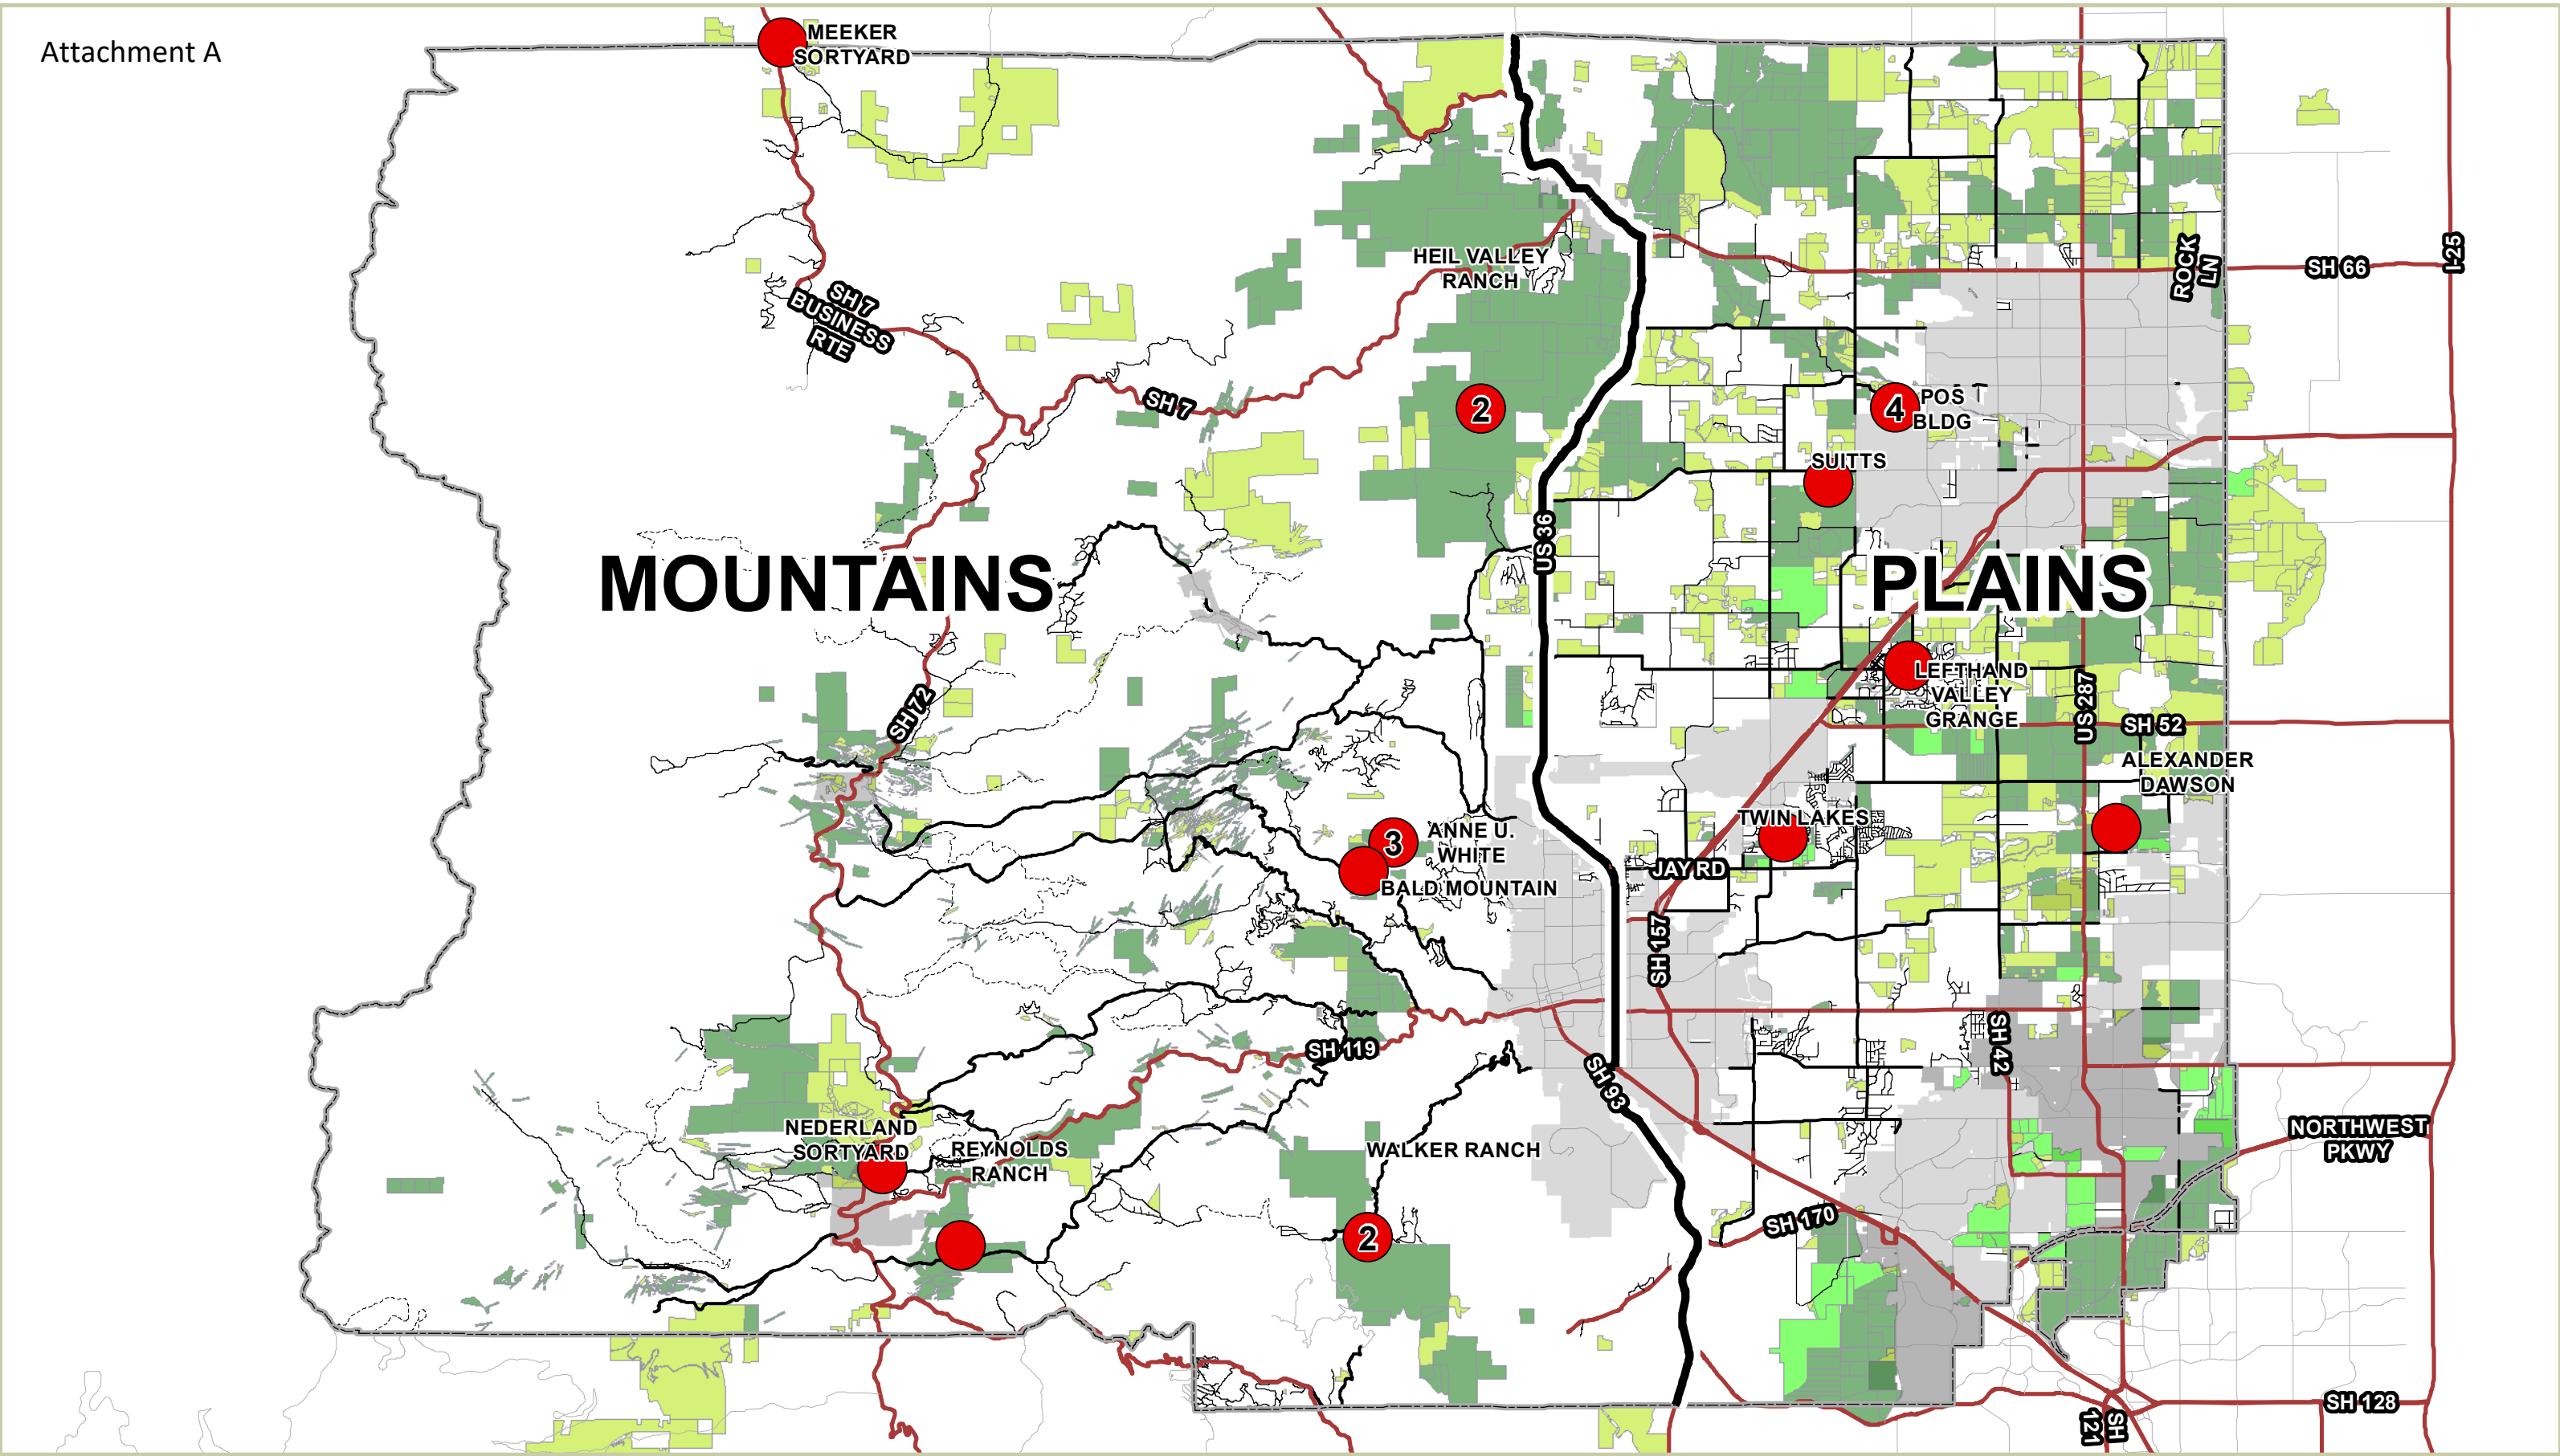 Attachment A
MEEKER
SORTYARD
HEIL VALLEY
RANCH
ROCK
LN
SH 66
I-25
SH 7
BUSINESS
RTE
SH 7
2
4
POS
BLDG
SUITTS
US 36
MOUNTAINS
PLAINS
LEFTHAND
VALLEY
GRANGE
SH 72
US 287
SH 52
ALEXANDER
DAWSON
TWIN LAKES
3
ANNE U.
WHITE
BALD MOUNTAIN
JAY RD
SH 157
SH 119
SH 42
SH 93
NEDERLAND
SORTYARD
REYNOLDS
RANCH
WALKER RANCH
NORTHWEST
PKWY
2
SH 170
SH 128
SH
121